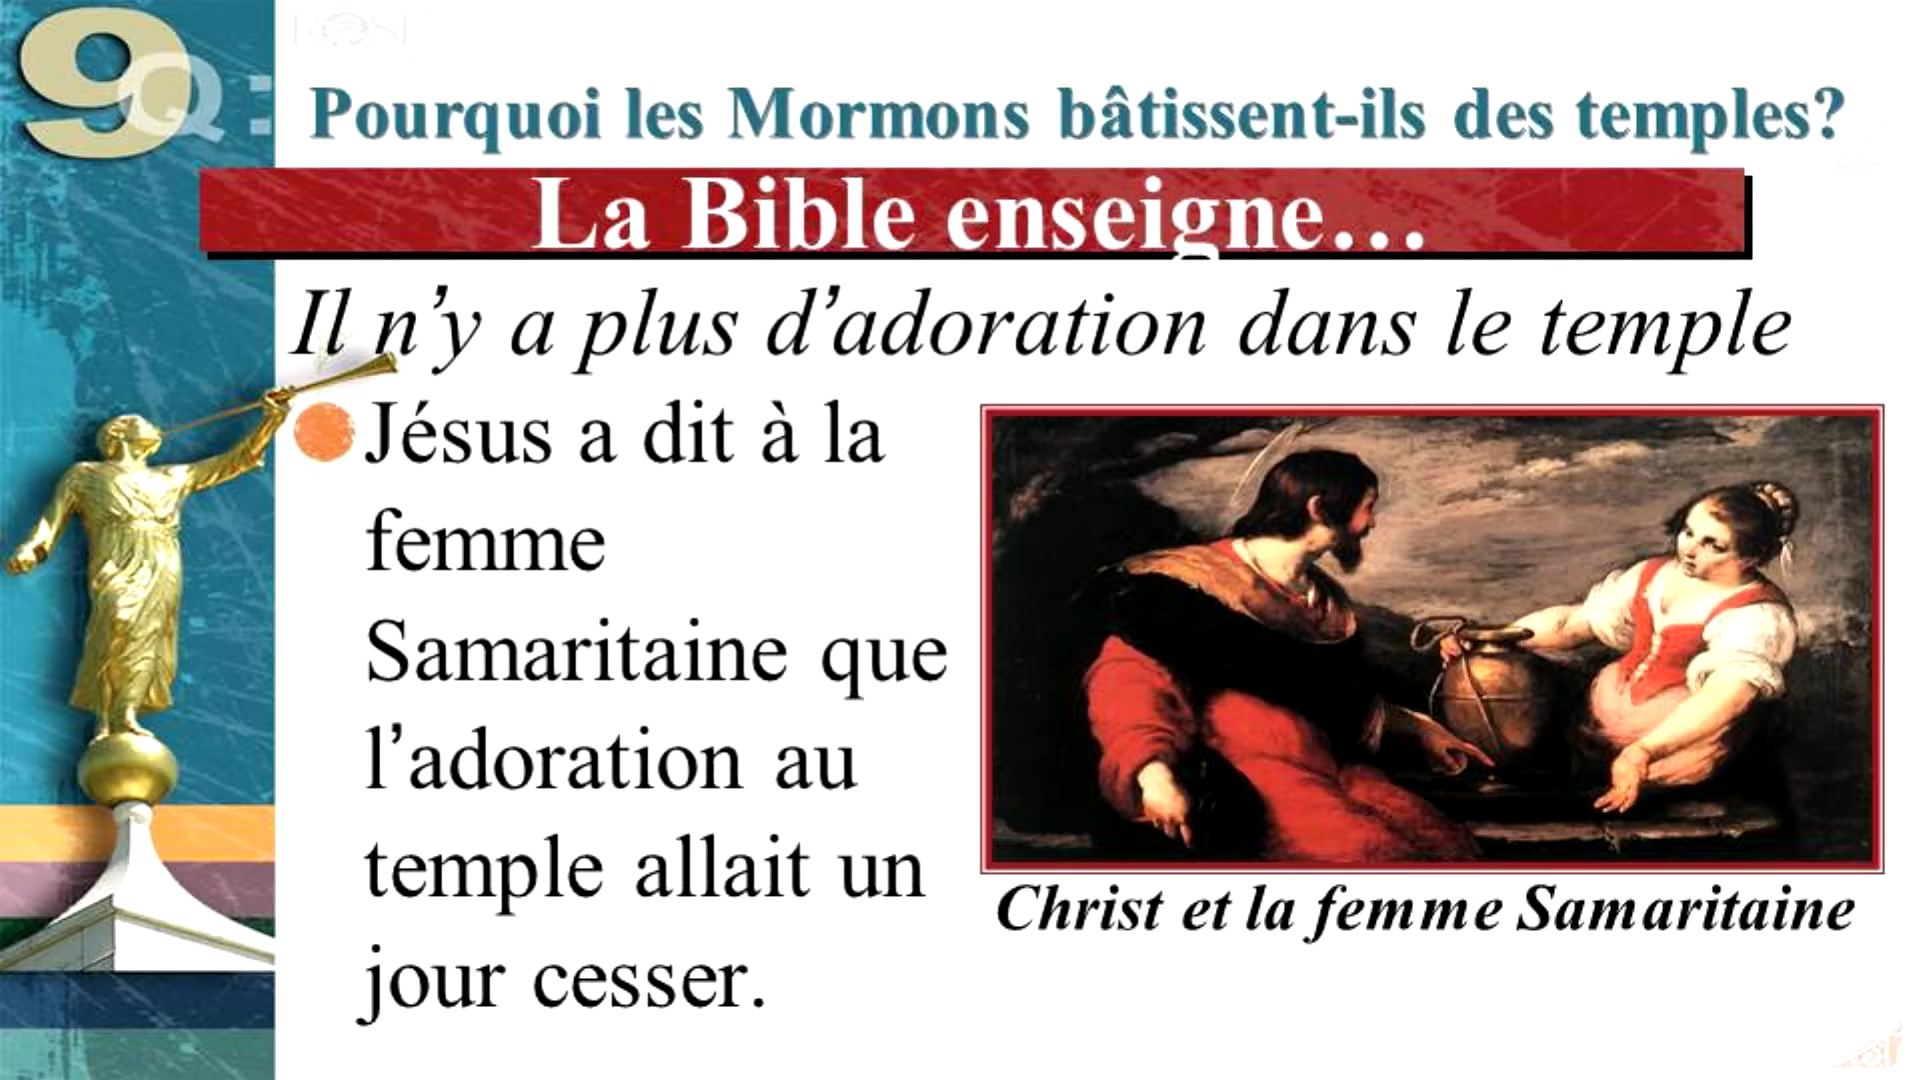 9
Q:
Pourquoi les Mormons bâtissent-ils des temples?
La Bible enseigne…
Il n’y a plus d’adoration dans le temple
Jésus a dit à la
femme
Samaritaine que
l’adoration au
temple allait un
jour cesser.
Christ et la femme Samaritaine